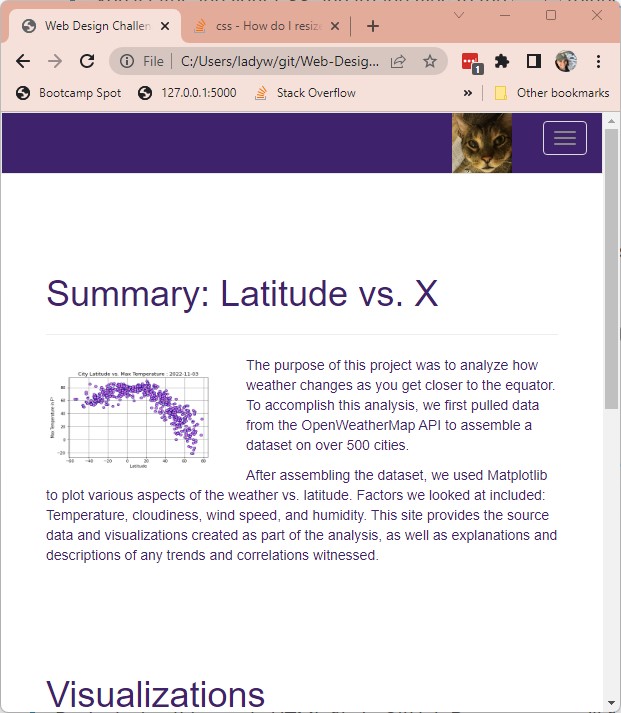 Web Design Challen
css - How do I resize
File
C:/Users/ladyw/git/Web-Desig...
1
Bootcamp Spot
127.0.0.1:5000
Stack Overflow
»
Other bookmarks
Summary: Latitude vs. X
City Latitude vs. Max Temperature : 2022-11-03
Max Temperature in F
80
60
40
20
0
-20
-60 -40 -20 0 20 40 60 80
Latitude
The purpose of this project was to analyze how
weather changes as you get closer to the equator.
To accomplish this analysis, we first pulled data
from the OpenWeatherMap API to assemble a
dataset on over 500 cities.
After assembling the dataset, we used Matplotlib
to plot various aspects of the weather vs. latitude. Factors we looked at included:
Temperature, cloudiness, wind speed, and humidity. This site provides the source
data and visualizations created as part of the analysis, as well as explanations and
descriptions of any trends and correlations witnessed.
Visualizations